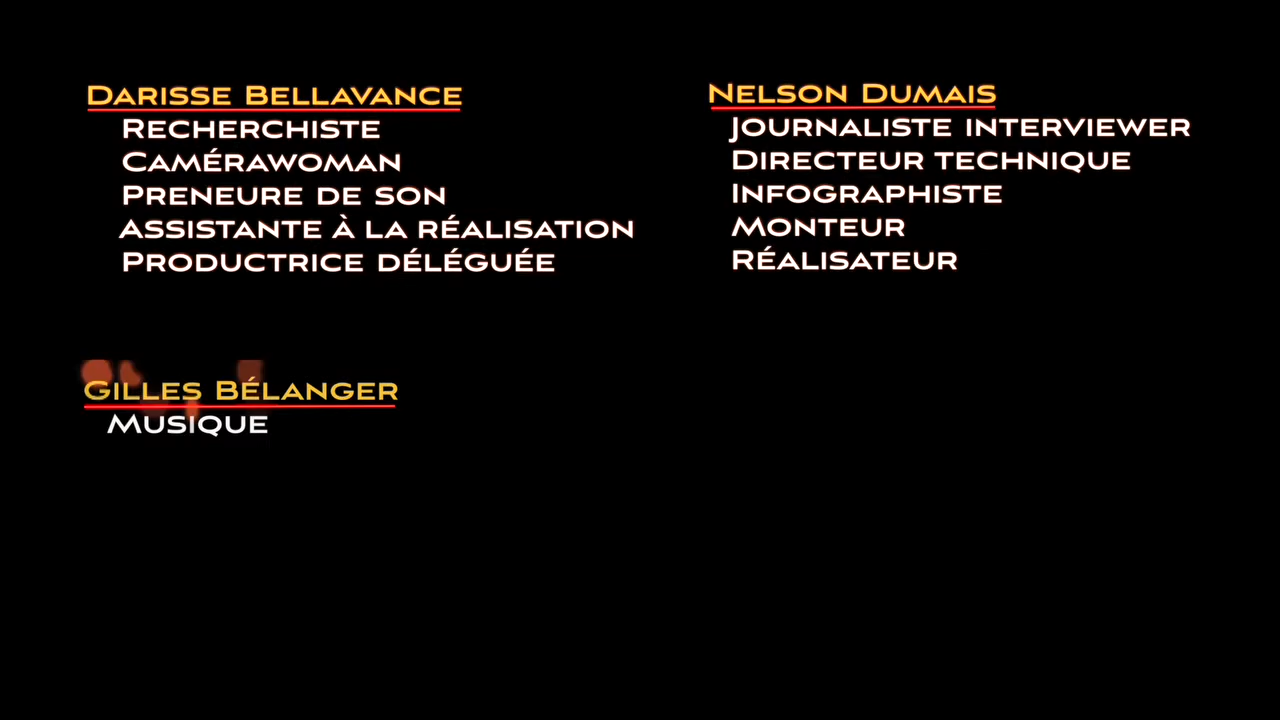 Darisse Bellavance
Recherchiste
Camérawoman
Preneure de son
Assistante à la réalisation
Productrice déléguée
Nelson Dumais
Journaliste interviewer
Directeur technique
Infographiste
Monteur
Réalisateur
Gilles Bélanger
Musique